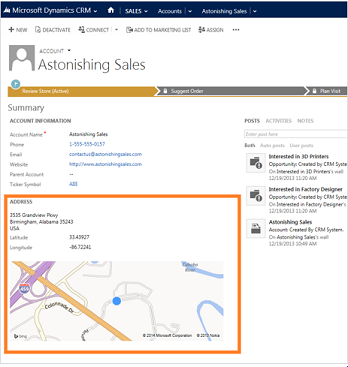 Microsoft Dynamics CRM SALES Accounts Astonishing Sales
NEW DEACTIVATE CONNECT ADD TO MARKETING LIST ASSIGN
ACCOUNT
Astonishing Sales
Review Store (Active) Suggest Order Plan Visit
Summary
ACCOUNT INFORMATION
Account Name * Astonishing Sales
Phone 1-555-555-0157
Email contactus@astonishingsales.com
Website http://www.astonishingsales.com
Parent Account --
Ticker Symbol
ADDRESS
3535 Grandview Pkwy
Birmingham, Alabama 35243
USA
Latitude 33.43927
Longitude -86.72241
Cahaba
River
Colonnade Dr
bing © 2014 Microsoft Corporation © 2010 Nokia
POSTS ACTIVITIES NOTES
Enter post here
Both Auto posts User posts
Interested in 3D Printers
Opportunity: Created by CRM System
On Interested in 3D Printers's wall
12/19/2013 11:20 AM
Interested in Factory Designer
Opportunity: Created By CRM System
On Interested in Factory Designer's
12/19/2013 11:20 AM
Astonishing Sales
Account: Created By CRM System.
On Astonishing Sales's wall
12/19/2013 10:49 AM